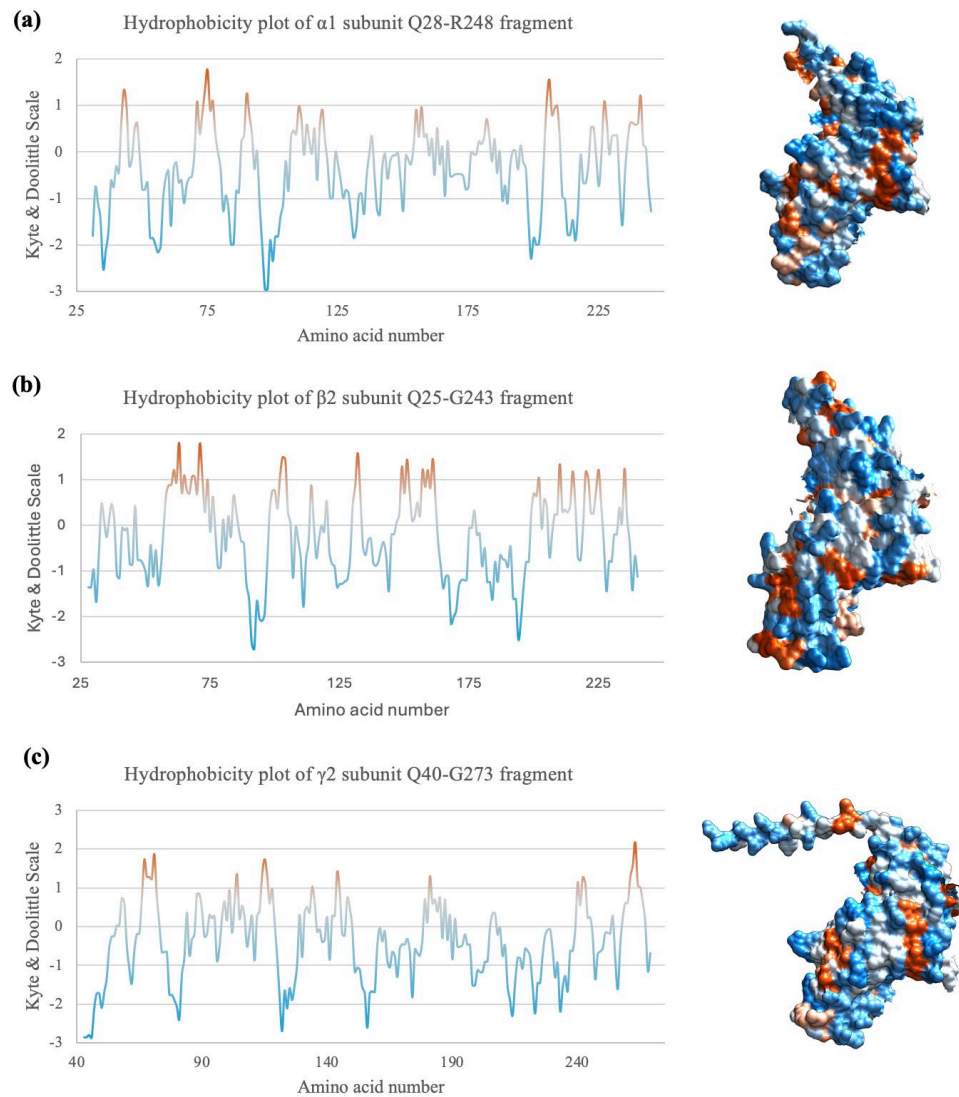 (a)
Hydrophobicity plot of α1 subunit Q28-R248 fragment
Kyte & Doolittle Scale
2
1
0
-1
-2
-3
25 75 125 175 225
Amino acid number
(b)
Hydrophobicity plot of β2 subunit Q25-G243 fragment
Kyte & Doolittle Scale
2
1
0
-1
-2
-3
25 75 125 175 225
Amino acid number
(c)
Hydrophobicity plot of γ2 subunit Q40-G273 fragment
Kyte & Doolittle Scale
3
2
1
0
-1
-2
-3
40 90 140 190 240
Amino acid number